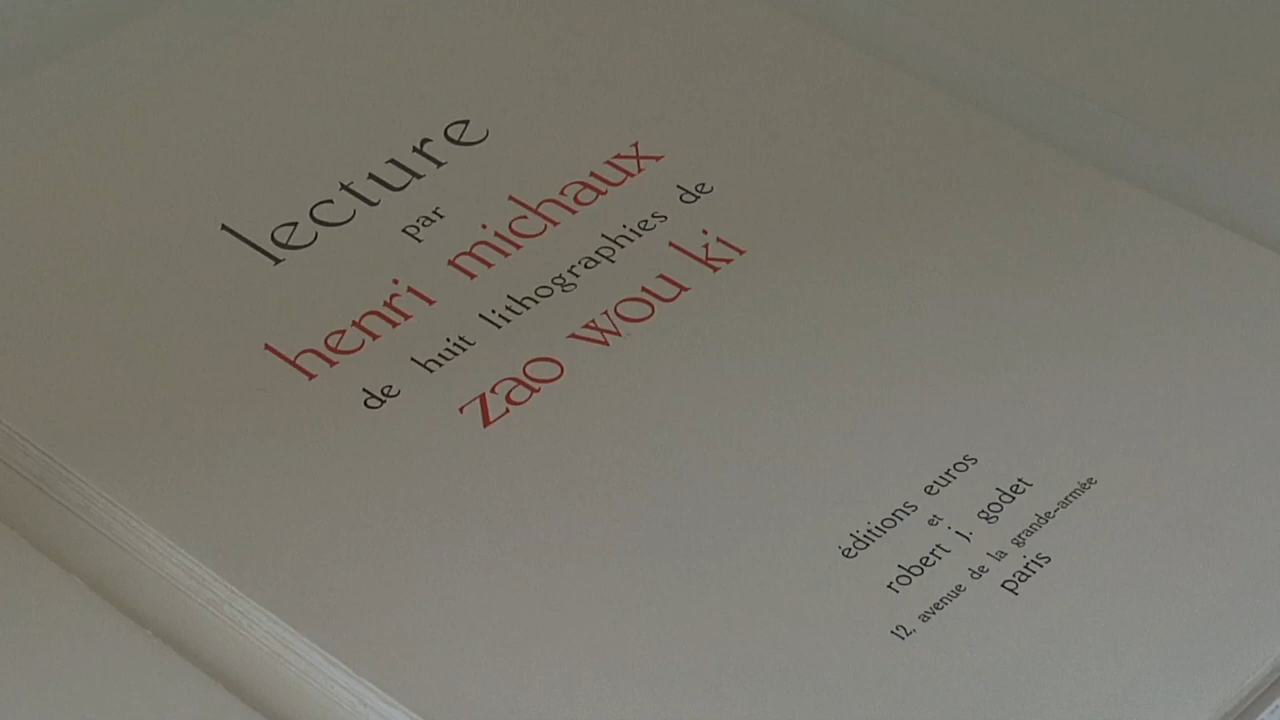 lecture
par
henri michaux
de huit lithographies de
zao wou ki
éditions euros
et
robert j. godet
12, avenue de la grande-armée
paris